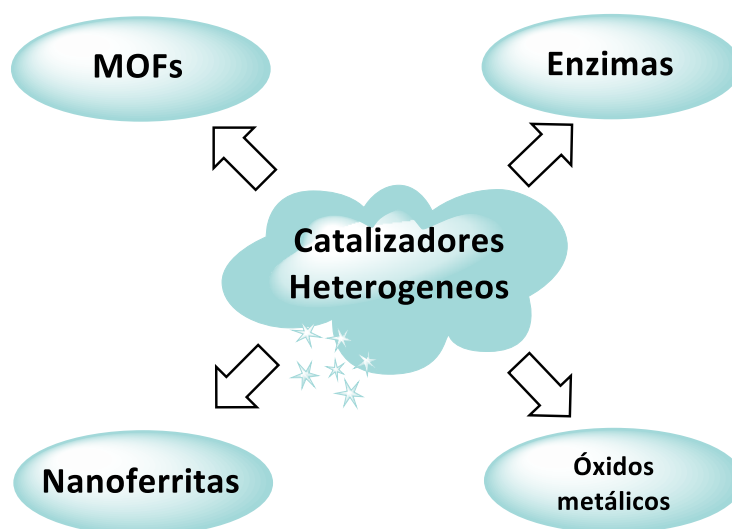 MOFs
Enzimas
Catalizadores
Heterogeneos
Nanoferritas
Óxidos
metálicos